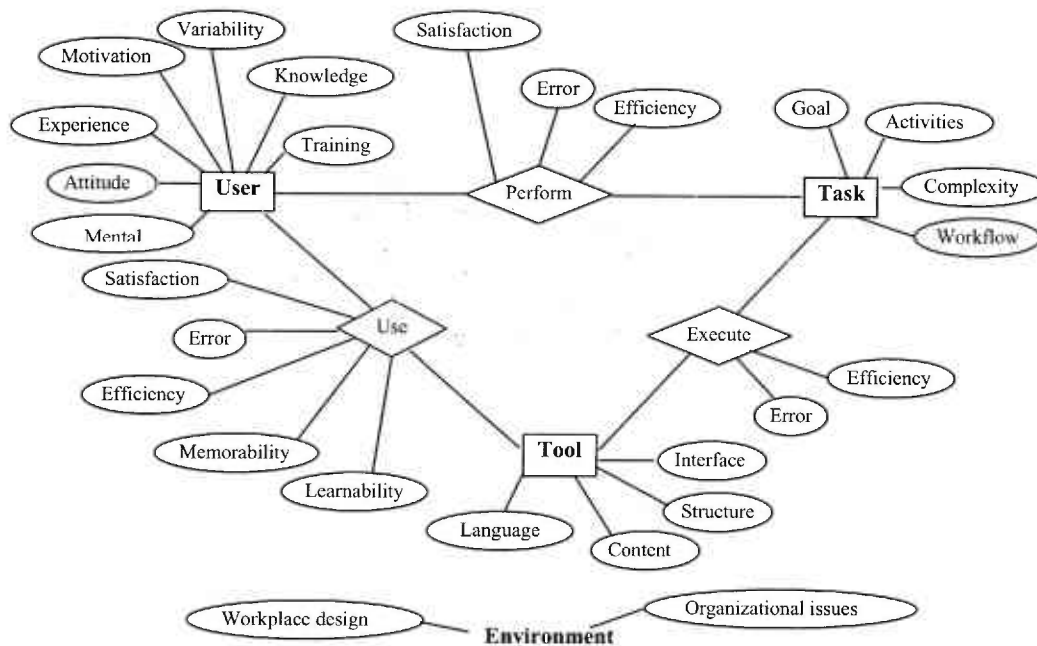 Variability
Satisfaction
Motivation
Knowledge
Error
Efficiency
Goal
Activities
Experience
Training
Attitude
User
Perform
Task
Complexity
Mental
Workflow
Satisfaction
Error
Use
Execute
Efficiency
Efficiency
Error
Memorability
Tool
Interface
Learnability
Structure
Language
Content
Workplace design
Organizational issues
Environment